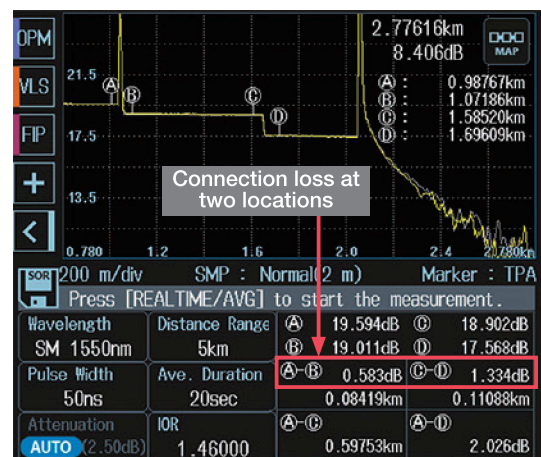 OPM
2.77616km
8.406dB
MAP
VLS
21.5
Ⓐ
Ⓑ
Ⓒ
Ⓓ
Ⓐ : 0.98767km
Ⓑ : 1.07186km
Ⓒ : 1.58520km
Ⓓ : 1.69609km
FIP
17.5
Connection loss at
two locations
13.5
+
<
0.780 1.2 1.6 2.0 2.4 2.780km
SOR 200 m/div SMP : Normal(2 m) Marker : TPA
Press [REALTIME/AVG] to start the measurement.
Wavelength Distance Range Ⓐ 19.594dB Ⓒ 18.902dB
SM 1550nm 5km Ⓑ 19.011dB Ⓓ 17.568dB
Pulse Width Ave. Duration Ⓐ-Ⓑ 0.583dB Ⓒ-Ⓓ 1.334dB
50ns 20sec 0.08419km 0.11088km
Attenuation IOR Ⓐ-Ⓒ Ⓐ-Ⓓ
AUTO (2.50dB) 1.46000 0.59753km 2.026dB